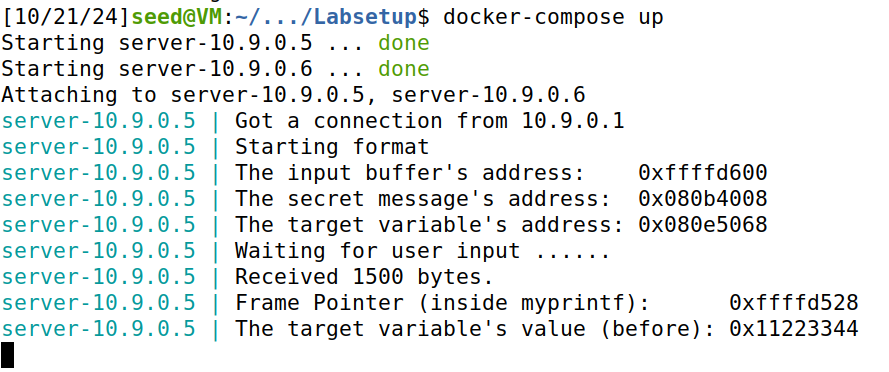 [10/21/24]seed@VM:~/.../Labsetup$ docker-compose up
Starting server-10.9.0.5 ... done
Starting server-10.9.0.6 ... done
Attaching to server-10.9.0.5, server-10.9.0.6
server-10.9.0.5 | Got a connection from 10.9.0.1
server-10.9.0.5 | Starting format
server-10.9.0.5 | The input buffer's address:    0xffffd600
server-10.9.0.5 | The secret message's address:  0x080b4008
server-10.9.0.5 | The target variable's address: 0x080e5068
server-10.9.0.5 | Waiting for user input ......
server-10.9.0.5 | Received 1500 bytes.
server-10.9.0.5 | Frame Pointer (inside myprintf):      0xffffd528
server-10.9.0.5 | The target variable's value (before): 0x11223344